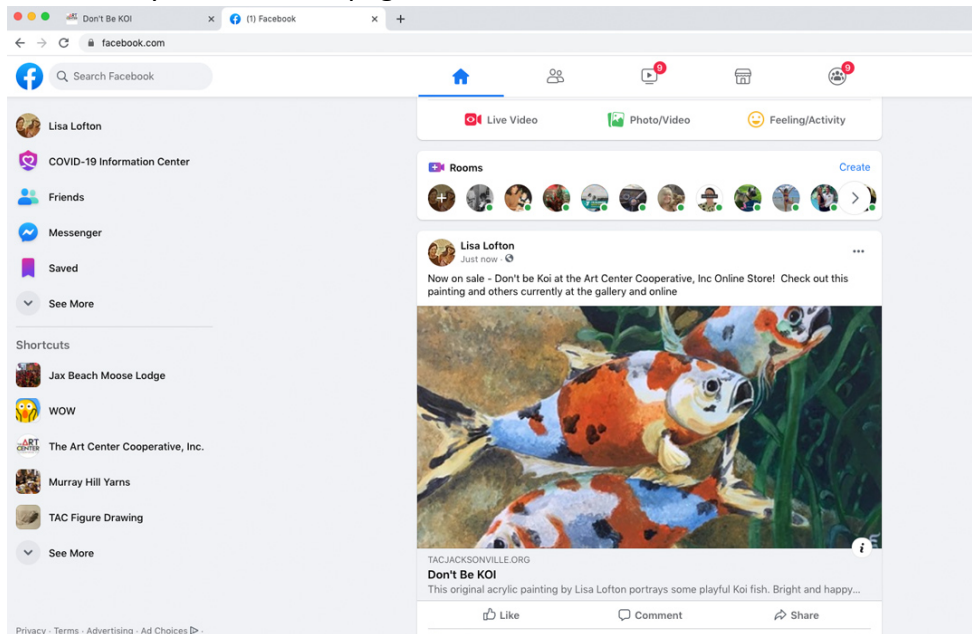 Don't Be KOI
(1) Facebook
facebook.com
Search Facebook
9
9
Lisa Lofton
COVID-19 Information Center
Friends
Messenger
Saved
See More
Shortcuts
Jax Beach Moose Lodge
WOW
The Art Center Cooperative, Inc.
Murray Hill Yarns
TAC Figure Drawing
See More
Privacy · Terms · Advertising · Ad Choices ·
Live Video
Photo/Video
Feeling/Activity
Rooms
Create
Lisa Lofton
Just now ·
Now on sale - Don't be Koi at the Art Center Cooperative, Inc Online Store! Check out this
painting and others currently at the gallery and online
TACJACKSONVILLE.ORG
Don't Be KOI
This original acrylic painting by Lisa Lofton portrays some playful Koi fish. Bright and happy...
Like
Comment
Share